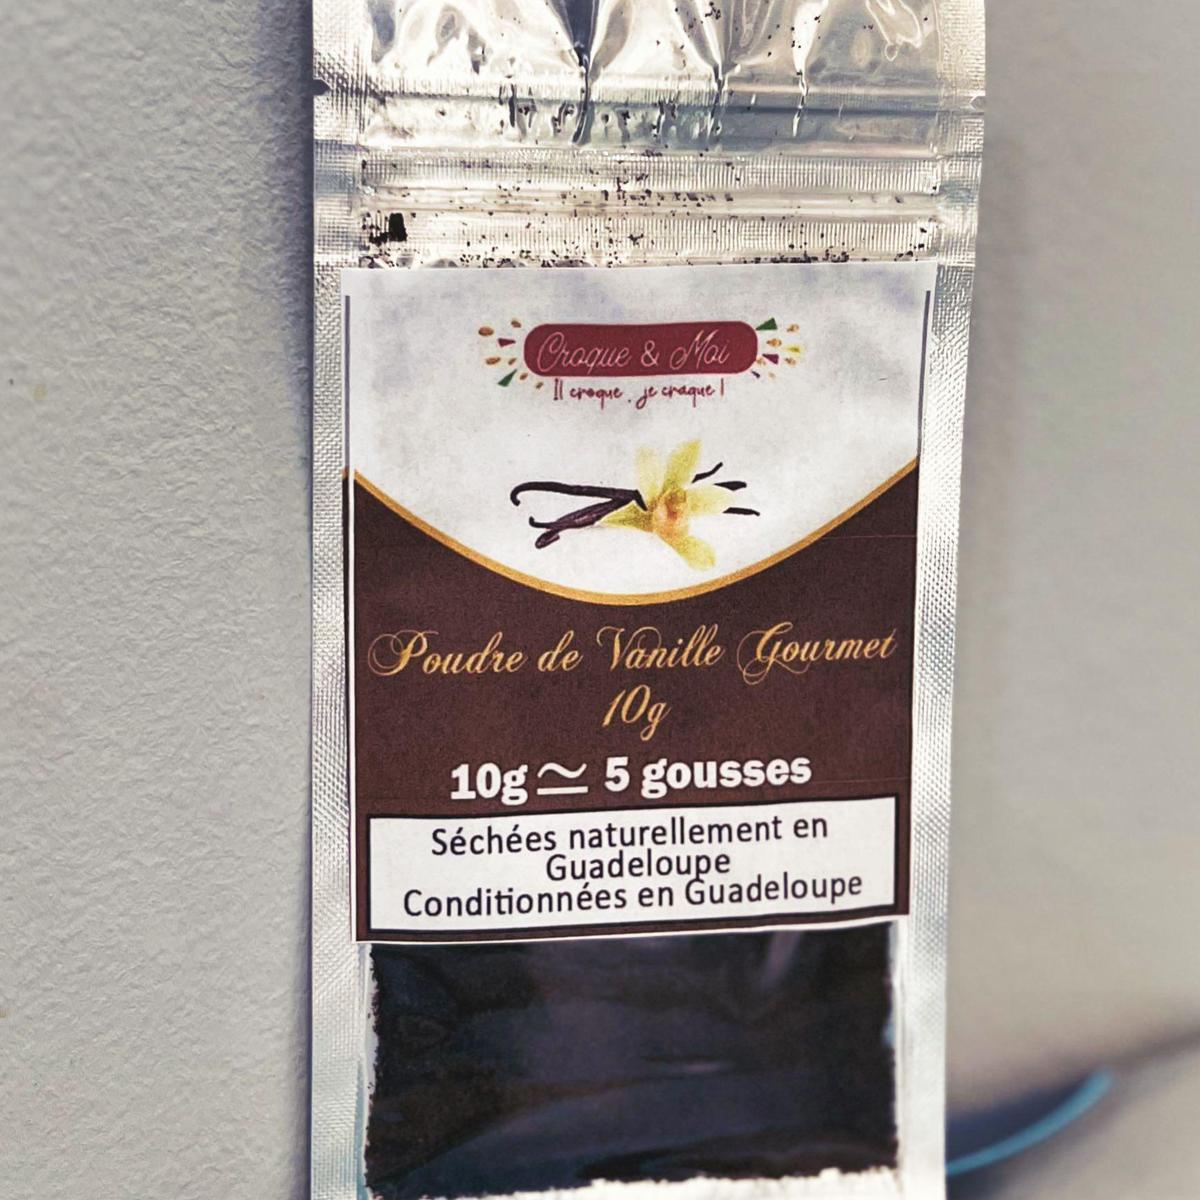 Croque & Moi
Il croque, je craque !
Poudre de Vanille Gourmet
10g
10g ≃ 5 gousses
Séchées naturellement en
Guadeloupe
Conditionnées en Guadeloupe